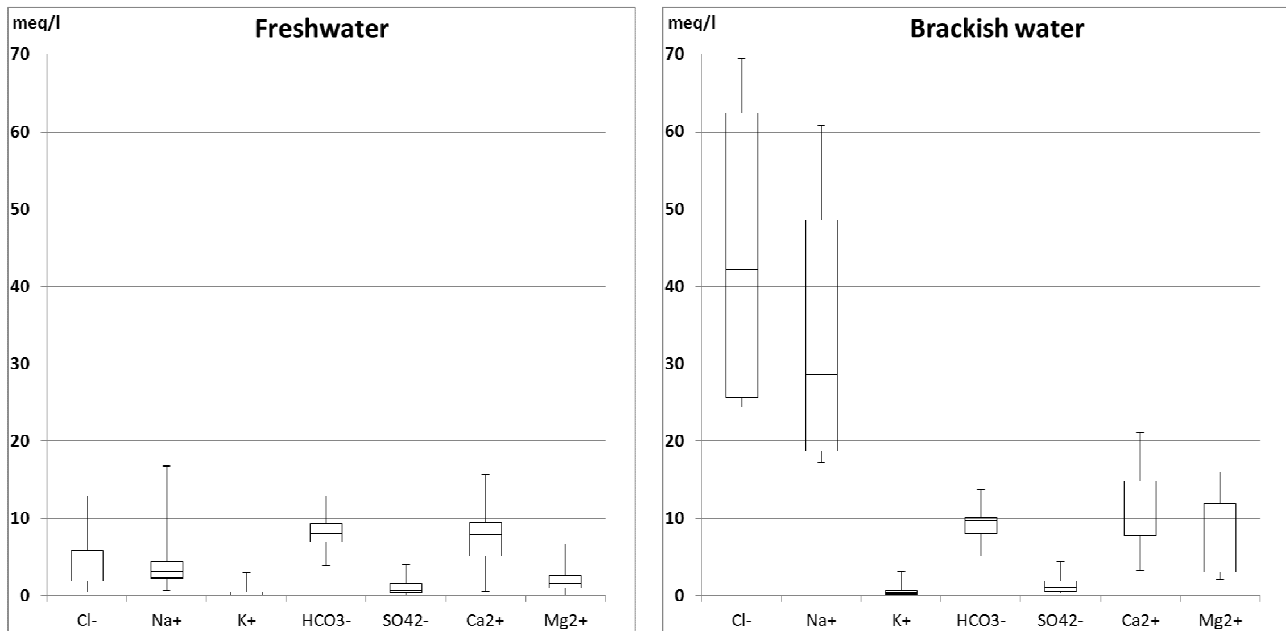 meq/l
Freshwater
70
60
50
40
30
20
10
0
Cl- Na+ K+ HCO3- SO42- Ca2+ Mg2+
meq/l
Brackish water
70
60
50
40
30
20
10
0
Cl- Na+ K+ HCO3- SO42- Ca2+ Mg2+